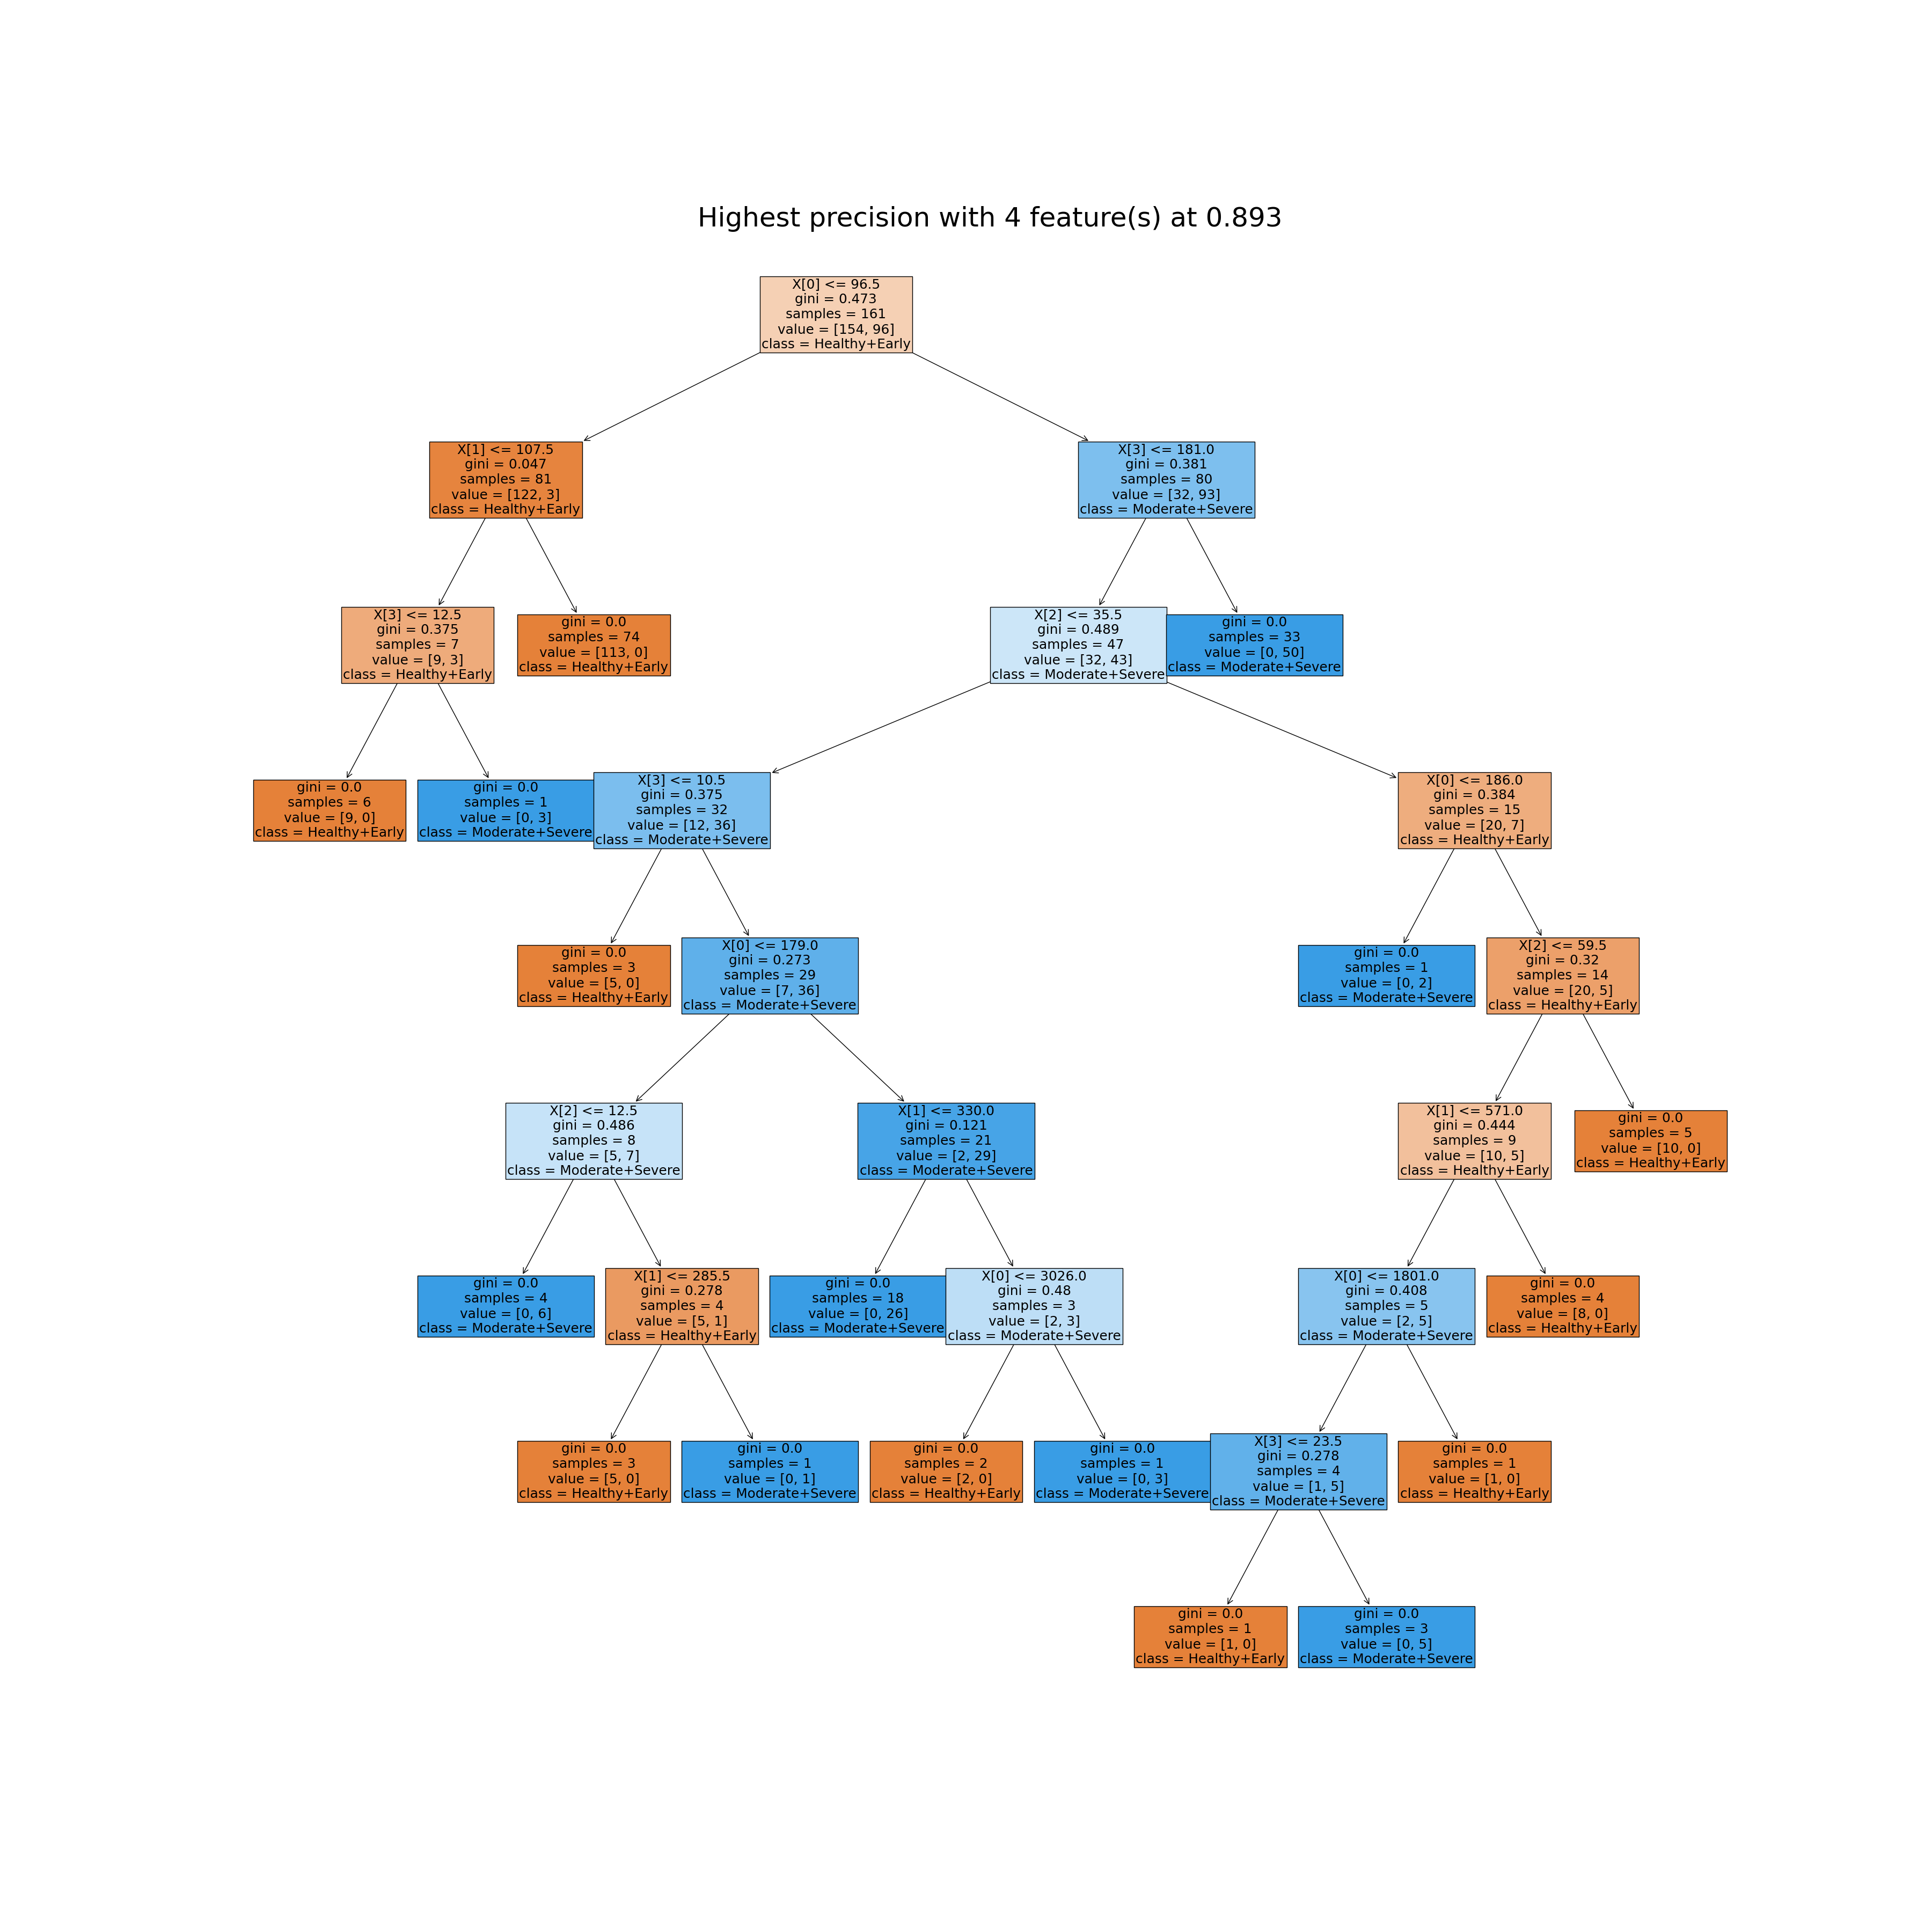 Highest precision with 4 feature(s) at 0.893
X[0] <= 96.5
gini = 0.473
samples = 161
value = [154, 96]
class = Healthy+Early
X[1] <= 107.5
gini = 0.047
samples = 81
value = [122, 3]
class = Healthy+Early
X[3] <= 181.0
gini = 0.381
samples = 80
value = [32, 93]
class = Moderate+Severe
X[3] <= 12.5
gini = 0.375
samples = 7
value = [9, 3]
class = Healthy+Early
gini = 0.0
samples = 74
value = [113, 0]
class = Healthy+Early
X[2] <= 35.5
gini = 0.489
samples = 47
value = [32, 43]
class = Moderate+Severe
gini = 0.0
samples = 33
value = [0, 50]
class = Moderate+Severe
gini = 0.0
samples = 6
value = [9, 0]
class = Healthy+Early
gini = 0.0
samples = 1
value = [0, 3]
class = Moderate+Severe
X[3] <= 10.5
gini = 0.375
samples = 32
value = [12, 36]
class = Moderate+Severe
X[0] <= 186.0
gini = 0.384
samples = 15
value = [20, 7]
class = Healthy+Early
gini = 0.0
samples = 3
value = [5, 0]
class = Healthy+Early
X[0] <= 179.0
gini = 0.273
samples = 29
value = [7, 36]
class = Moderate+Severe
gini = 0.0
samples = 1
value = [0, 2]
class = Moderate+Severe
X[2] <= 59.5
gini = 0.32
samples = 14
value = [20, 5]
class = Healthy+Early
X[2] <= 12.5
gini = 0.486
samples = 8
value = [5, 7]
class = Moderate+Severe
X[1] <= 330.0
gini = 0.121
samples = 21
value = [2, 29]
class = Moderate+Severe
X[1] <= 571.0
gini = 0.444
samples = 9
value = [10, 5]
class = Healthy+Early
gini = 0.0
samples = 5
value = [10, 0]
class = Healthy+Early
gini = 0.0
samples = 4
value = [0, 6]
class = Moderate+Severe
X[1] <= 285.5
gini = 0.278
samples = 4
value = [5, 1]
class = Healthy+Early
gini = 0.0
samples = 18
value = [0, 26]
class = Moderate+Severe
X[0] <= 3026.0
gini = 0.48
samples = 3
value = [2, 3]
class = Moderate+Severe
X[0] <= 1801.0
gini = 0.408
samples = 5
value = [2, 5]
class = Moderate+Severe
gini = 0.0
samples = 4
value = [8, 0]
class = Healthy+Early
gini = 0.0
samples = 3
value = [5, 0]
class = Healthy+Early
gini = 0.0
samples = 1
value = [0, 1]
class = Moderate+Severe
gini = 0.0
samples = 2
value = [2, 0]
class = Healthy+Early
gini = 0.0
samples = 1
value = [0, 3]
class = Moderate+Severe
X[3] <= 23.5
gini = 0.278
samples = 4
value = [1, 5]
class = Moderate+Severe
gini = 0.0
samples = 1
value = [1, 0]
class = Healthy+Early
gini = 0.0
samples = 1
value = [1, 0]
class = Healthy+Early
gini = 0.0
samples = 3
value = [0, 5]
class = Moderate+Severe